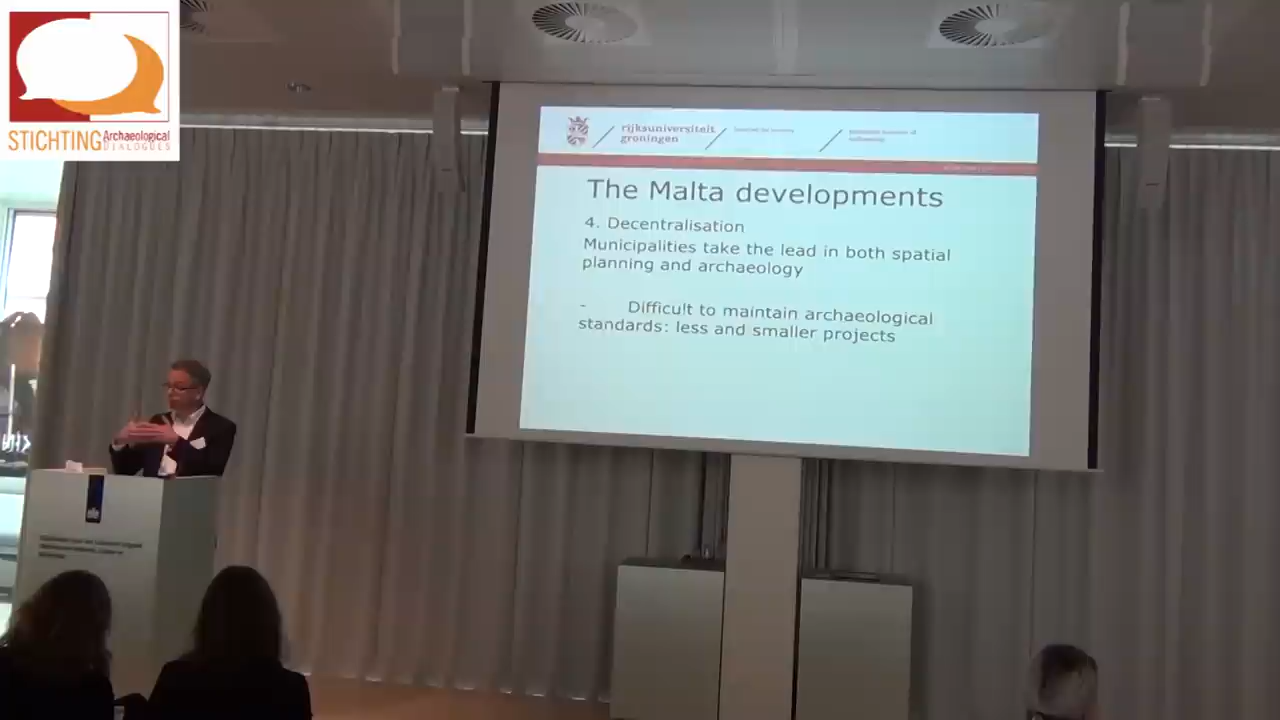 STICHTING Archaeological
DIALOGUES
rijksuniversiteit
groningen
The Malta developments
4. Decentralisation
Municipalities take the lead in both spatial
planning and archaeology
- Difficult to maintain archaeological
standards: less and smaller projects